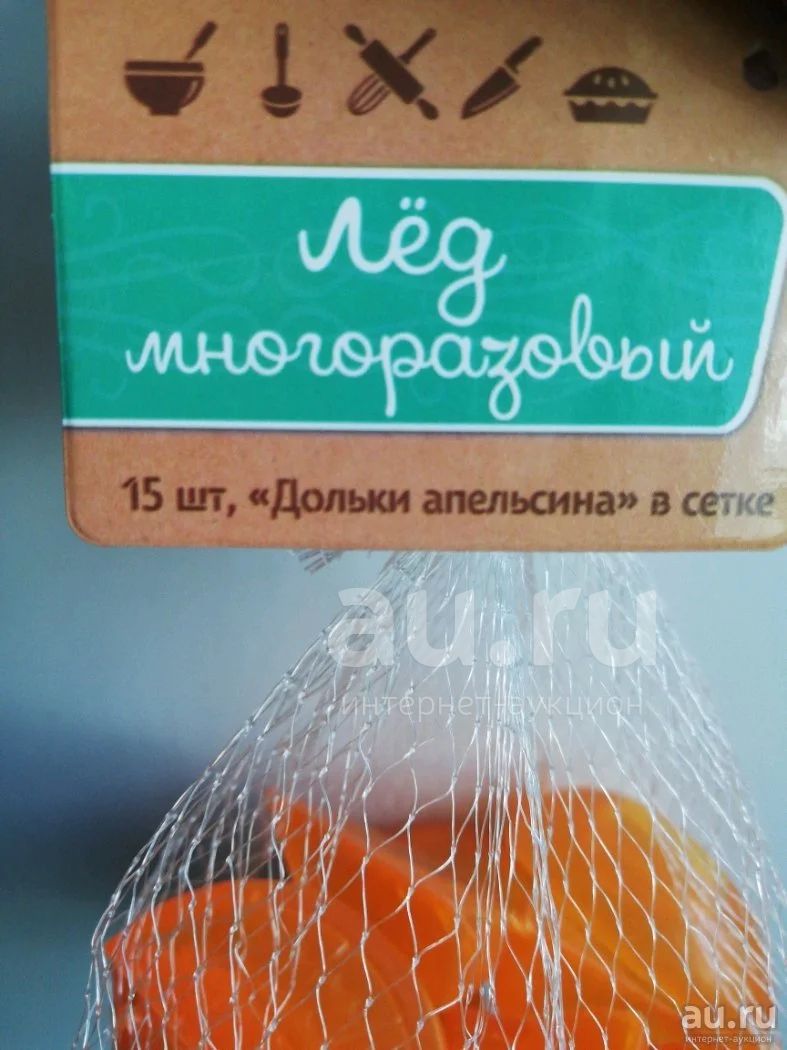 Лёд
многоразовый
15 шт, «Дольки апельсина» в сетке
au.ru
интернет-аукцион
au.ru
интернет-аукцион